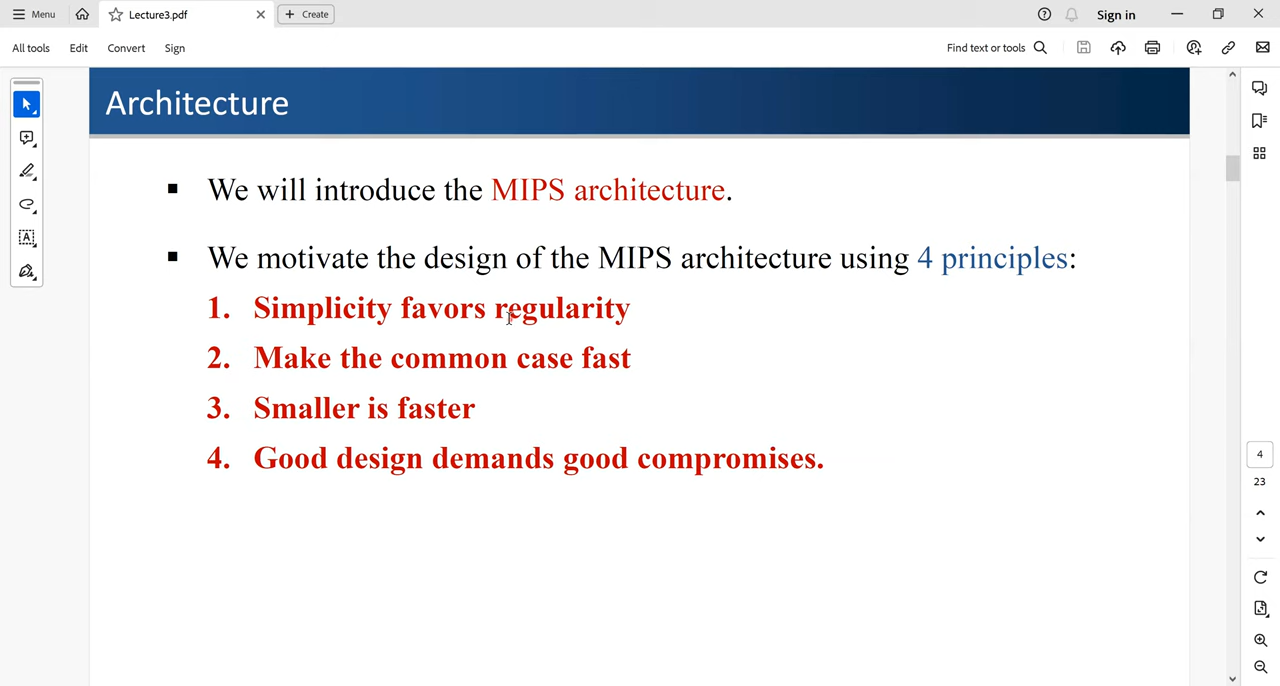 Menu
Lecture3.pdf
Create
Sign in
All tools
Edit
Convert
Sign
Find text or tools
Architecture
▪ We will introduce the MIPS architecture.
▪ We motivate the design of the MIPS architecture using 4 principles:
1. Simplicity favors regularity
2. Make the common case fast
3. Smaller is faster
4. Good design demands good compromises.
4
23